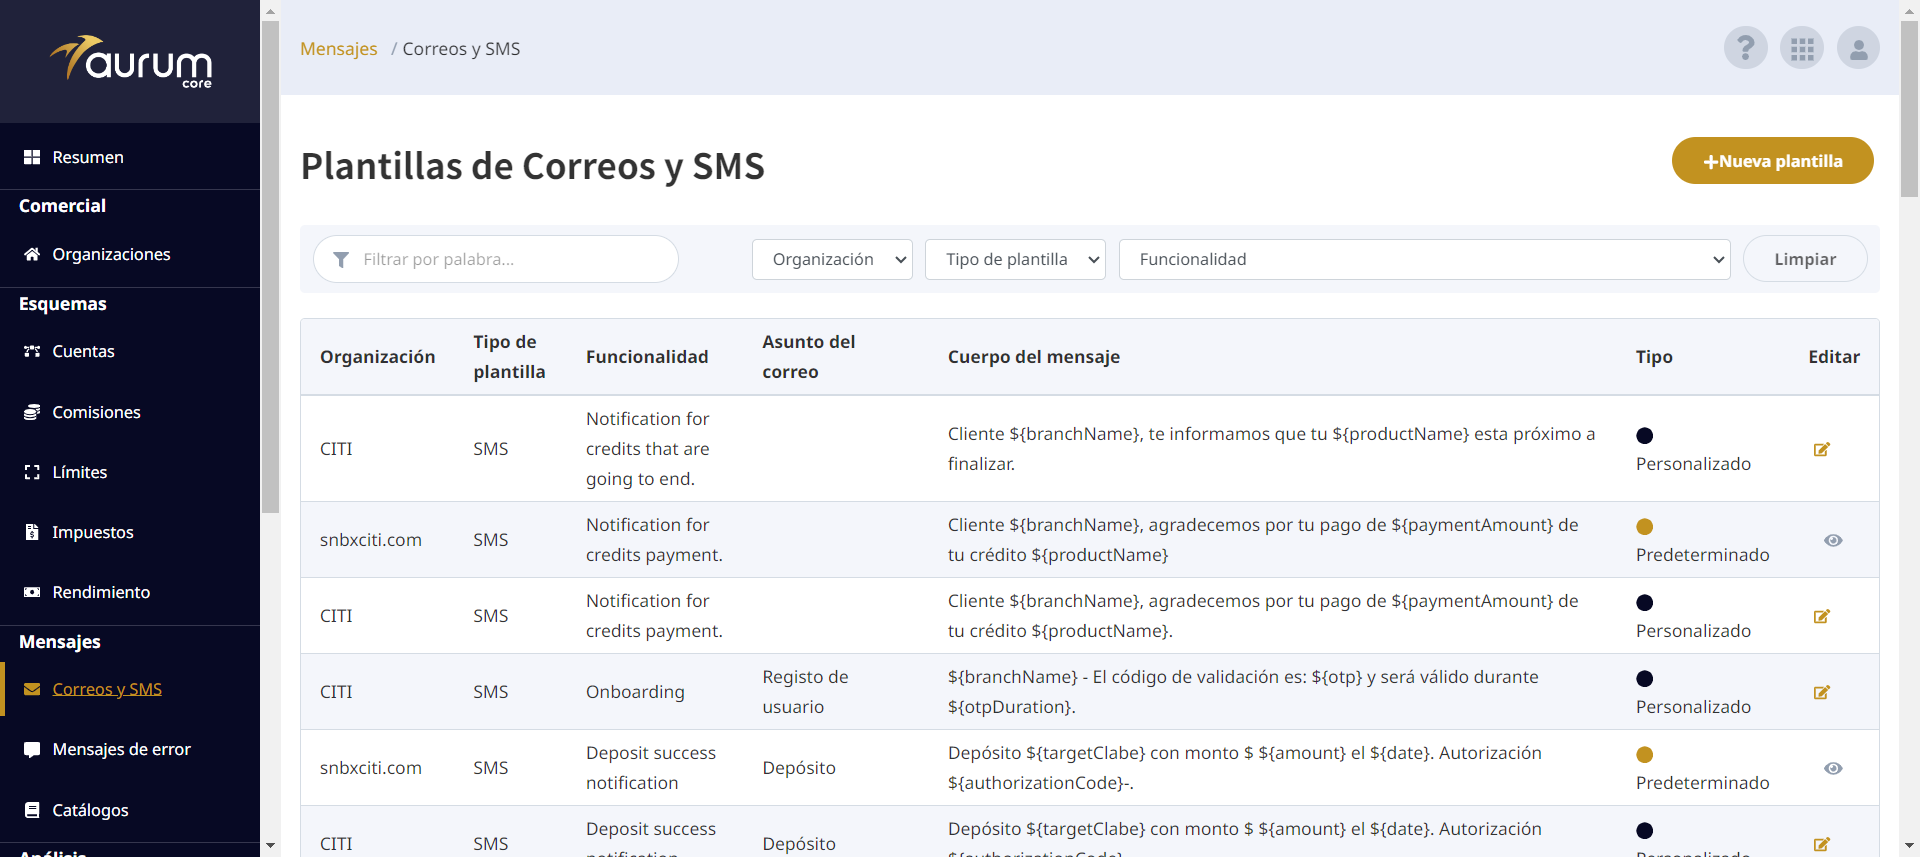 aurum
core
Resumen
Comercial
Organizaciones
Esquemas
Cuentas
Comisiones
Límites
Impuestos
Rendimiento
Mensajes
Correos y SMS
Mensajes de error
Catálogos
Análisis
Mensajes / Correos y SMS
?
Plantillas de Correos y SMS
+Nueva plantilla
Filtrar por palabra...
Organización
Tipo de plantilla
Funcionalidad
Limpiar
Organización
Tipo de
plantilla
Funcionalidad
Asunto del
correo
Cuerpo del mensaje
Tipo
Editar
CITI
SMS
Notification for
credits that are
going to end.
Cliente ${branchName}, te informamos que tu ${productName} esta próximo a
finalizar.
Personalizado
snbxciti.com
SMS
Notification for
credits payment.
Cliente ${branchName}, agradecemos por tu pago de ${paymentAmount} de
tu crédito ${productName}
Predeterminado
CITI
SMS
Notification for
credits payment.
Cliente ${branchName}, agradecemos por tu pago de ${paymentAmount} de
tu crédito ${productName}.
Personalizado
CITI
SMS
Onboarding
Registo de
usuario
${branchName} - El código de validación es: ${otp} y será válido durante
${otpDuration}.
Personalizado
snbxciti.com
SMS
Deposit success
notification
Depósito
Depósito ${targetClabe} con monto $ ${amount} el ${date}. Autorización
${authorizationCode}-.
Predeterminado
CITI
SMS
Deposit success
notification
Depósito
Depósito ${targetClabe} con monto $ ${amount} el ${date}. Autorización
${authorizationCode}-.
Personalizado